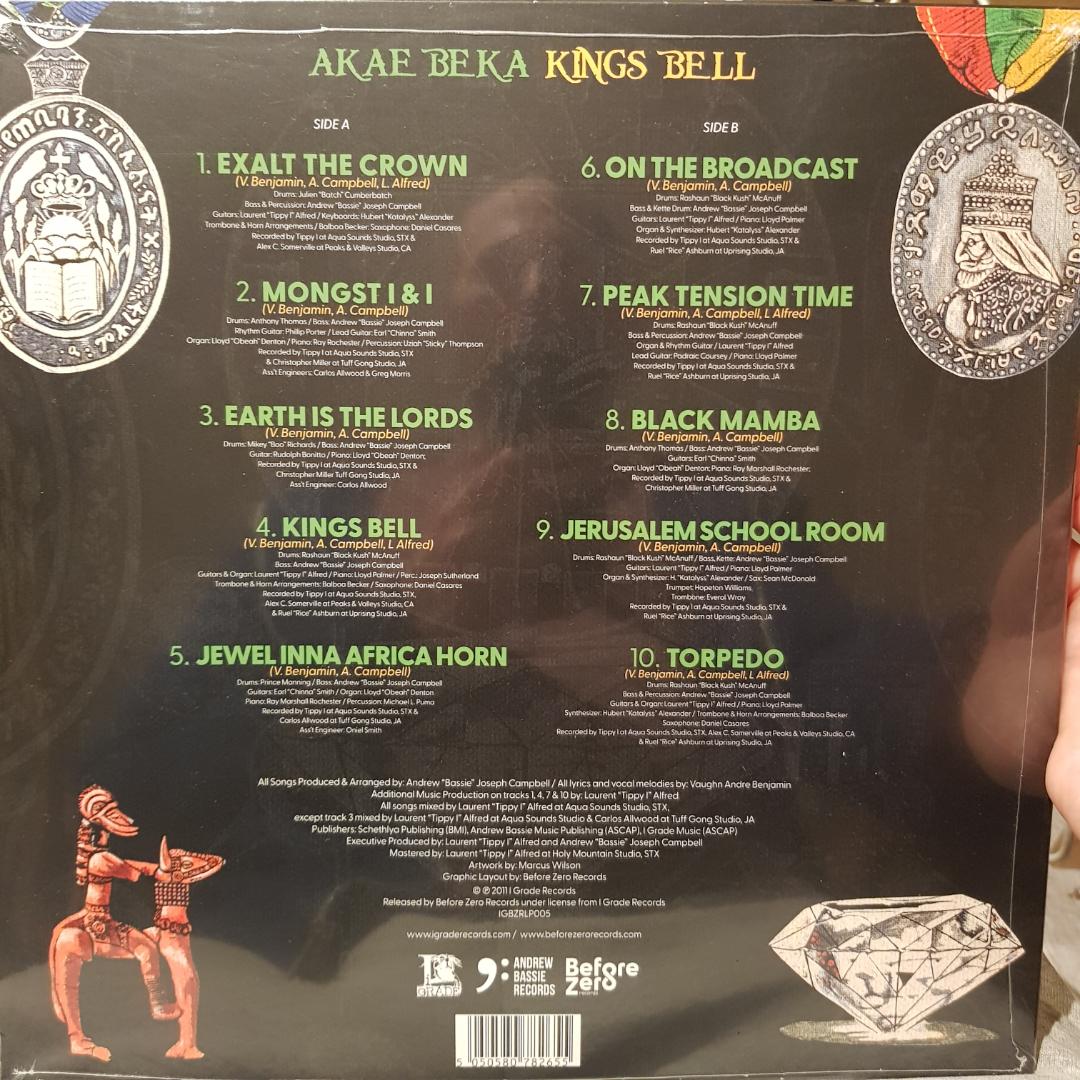 AKAE BEKA KINGS BELL
SIDE A
1. EXALT THE CROWN
(V. Benjamin, A. Campbell, L. Alfred)
Drums: Julien "Batch" Cumberbatch
Bass & Percussion: Andrew "Bassie" Joseph Campbell
Guitars: Laurent "Tippy I" Alfred / Keyboards: Hubert "Katalyss" Alexander
Trombone & Horn Arrangements / Balboa Becker: Saxophone: Daniel Casares
Recorded by Tippy I at Aqua Sounds Studio, STX &
Alex C. Somerville at Peaks & Valleys Studio, CA
2. MONGST I & I
(V. Benjamin, A. Campbell)
Drums: Anthony Thomas / Bass: Andrew "Bassie" Joseph Campbell
Rhythm Guitar: Phillip Porter / Lead Guitar: Earl "Chinna" Smith
Organ: Lloyd "Obeah" Denton / Piano: Ray Rochester / Percussion: Uziah "Sticky" Thompson
Recorded by Tippy I at Aqua Sounds Studio, STX
& Christopher Miller at Tuff Gong Studio, JA
Ass't Engineers: Carlos Allwood & Greg Morris
3. EARTH IS THE LORDS
(V. Benjamin, A. Campbell)
Drums: Mikey "Boo" Richards / Bass: Andrew "Bassie" Joseph Campbell
Guitar: Rudolph Bonitto / Piano: Lloyd "Obeah" Denton;
Recorded by Tippy I at Aqua Sounds Studio, STX &
Christopher Miller Tuff Gong Studio, JA
Ass't Engineer: Carlos Allwood
4. KINGS BELL
(V. Benjamin, A. Campbell, L Alfred)
Drums: Rashaun "Black Kush" McAnuff
Bass: Andrew "Bassie" Joseph Campbell
Guitars & Organ: Laurent "Tippy I" Alfred / Piano: Lloyd Palmer / Perc.: Joseph Sutherland
Trombone & Horn Arrangements: Balboa Becker / Saxophone: Daniel Casares
Recorded by Tippy I at Aqua Sounds Studio, STX,
Alex C. Somerville at Peaks & Valleys Studio, CA
& Ruel "Rice" Ashburn at Uprising Studio, JA
5. JEWEL INNA AFRICA HORN
(V. Benjamin, A. Campbell)
Drums: Prince Manning / Bass: Andrew "Bassie" Joseph Campbell
Guitars: Earl "Chinna" Smith / Organ: Lloyd "Obeah" Denton
Piano: Ray Marshall Rochester / Percussion: Michael L. Puma
Recorded by Tippy I at Aqua Sounds Studio, STX &
Carlos Allwood at Tuff Gong Studio, JA
Ass't Engineer: Oniel Smith
SIDE B
6. ON THE BROADCAST
(V. Benjamin, A. Campbell)
Drums: Rashaun "Black Kush" McAnuff
Bass & Kette Drum: Andrew "Bassie" Joseph Campbell
Guitars: Laurent "Tippy I" Alfred / Piano: Lloyd Palmer
Organ & Synthesizer: Hubert "Katalyss" Alexander
Recorded by Tippy I at Aqua Sounds Studio, STX &
Ruel "Rice" Ashburn at Uprising Studio, JA
7. PEAK TENSION TIME
(V. Benjamin, A. Campbell, L Alfred)
Drums: Rashaun "Black Kush" McAnuff
Bass & Percussion: Andrew "Bassie" Joseph Campbell
Organ & Rhythm Guitar / Laurent "Tippy I" Alfred
Lead Guitar: Padraic Coursey / Piano: Lloyd Palmer
Recorded by Tippy I at Aqua Sounds Studio, STX &
Ruel "Rice" Ashburn at Uprising Studio, JA
8. BLACK MAMBA
(V. Benjamin, A. Campbell)
Drums: Anthony Thomas / Bass: Andrew "Bassie" Joseph Campbell
Guitars: Earl "Chinna" Smith
Organ: Lloyd "Obeah" Denton; Piano: Ray Marshall Rochester;
Recorded by Tippy I at Aqua Sounds Studio, STX &
Christopher Miller at Tuff Gong Studio, JA
9. JERUSALEM SCHOOL ROOM
(V. Benjamin, A. Campbell)
Drums: Rashaun "Black Kush" McAnuff / Bass, Kette: Andrew "Bassie" Joseph Campbell
Guitars: Laurent "Tippy I" Alfred / Piano: Lloyd Palmer
Organ & Synthesizer: H. "Katalyss" Alexander / Sax: Sean McDonald
Trumpet: Hopeton Williams,
Trombone: Everol Wray
Recorded by Tippy I at Aqua Sounds Studio, STX &
Ruel "Rice" Ashburn at Uprising Studio, JA
10. TORPEDO
(V. Benjamin, A. Campbell, L Alfred)
Drums: Rashaun "Black Kush" McAnuff
Bass & Percussion: Andrew "Bassie" Joseph Campbell
Guitars & Organ: Laurent "Tippy I" Alfred / Piano: Lloyd Palmer
Synthesizer: Hubert "Katalyss" Alexander / Trombone & Horn Arrangements: Balboa Becker
Saxophone: Daniel Casares
Recorded by Tippy I at Aqua Sounds Studio, STX, Alex C. Somerville at Peaks & Valleys Studio, CA
& Ruel "Rice" Ashburn at Uprising Studio, JA
All Songs Produced & Arranged by: Andrew "Bassie" Joseph Campbell / All lyrics and vocal melodies by: Vaughn Andre Benjamin
Additional Music Production on tracks 1, 4, 7 & 10 by: Laurent "Tippy I" Alfred
All songs mixed by Laurent "Tippy I" Alfred at Aqua Sounds Studio, STX,
except track 3 mixed by Laurent "Tippy I" Alfred at Aqua Sounds Studio & Carlos Allwood at Tuff Gong Studio, JA
Publishers: Schethlya Publishing (BMI), Andrew Bassie Music Publishing (ASCAP), I Grade Music (ASCAP)
Executive Produced by: Laurent "Tippy I" Alfred and Andrew "Bassie" Joseph Campbell
Mastered by: Laurent "Tippy I" Alfred at Holy Mountain Studio, STX
Artwork by: Marcus Wilson
Graphic Layout by: Before Zero Records
© ℗ 2011 I Grade Records
Released by Before Zero Records under license from I Grade Records
IGBZRLP005
www.igraderecords.com / www.beforezerorecords.com
GRADE
ANDREW
BASSIE
RECORDS
Before
Zero
records
5 050580 782655